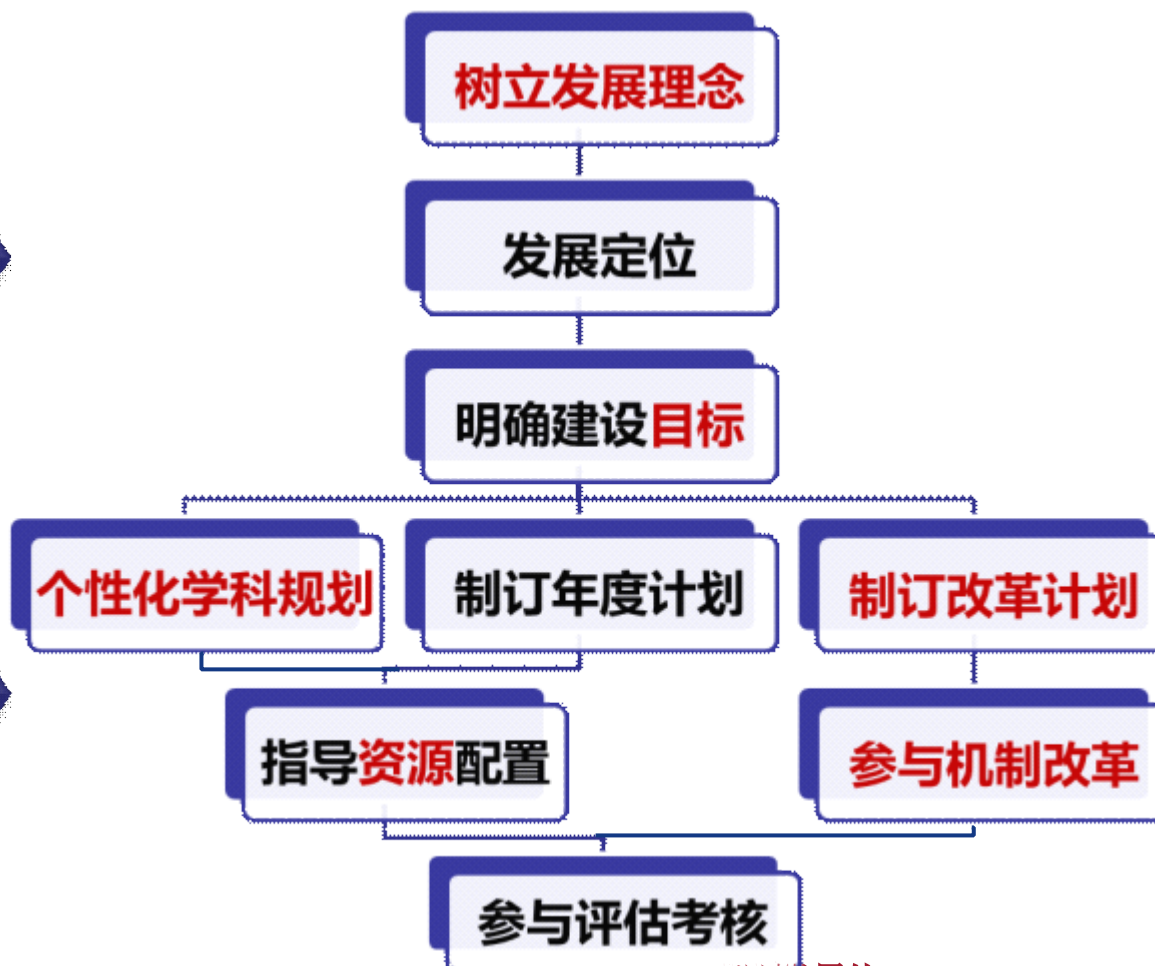 树立发展理念
发展定位
明确建设目标
个性化学科规划
制订年度计划
制订改革计划
指导资源配置
参与机制改革
参与评估考核